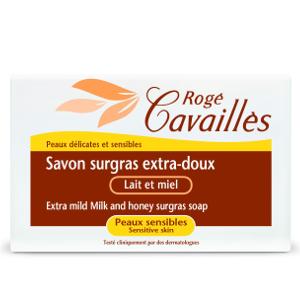 Rogé
Cavaillès
Peaux délicates et sensibles
Savon surgras extra-doux
Lait et miel
Extra mild Milk and honey surgras soap
Peaux sensibles
Sensitive skin
Testé cliniquement par des dermatologues